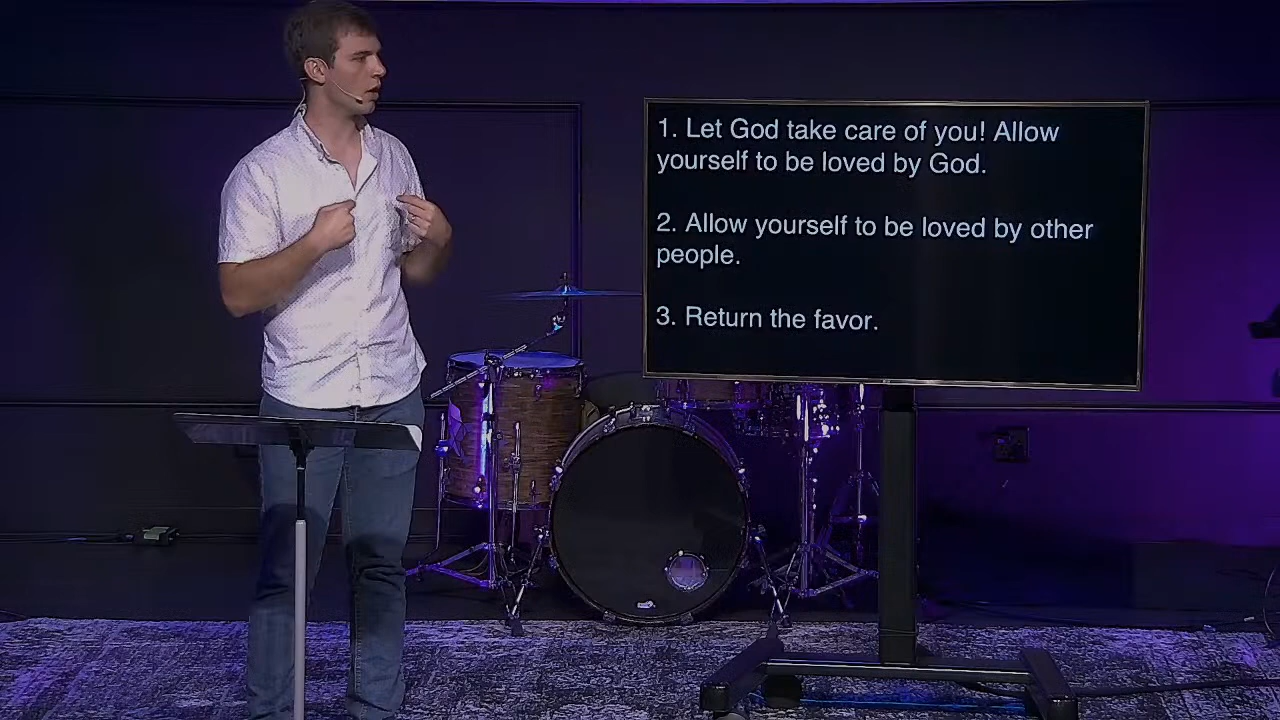 1. Let God take care of you! Allow
yourself to be loved by God.
2. Allow yourself to be loved by other
people.
3. Return the favor.